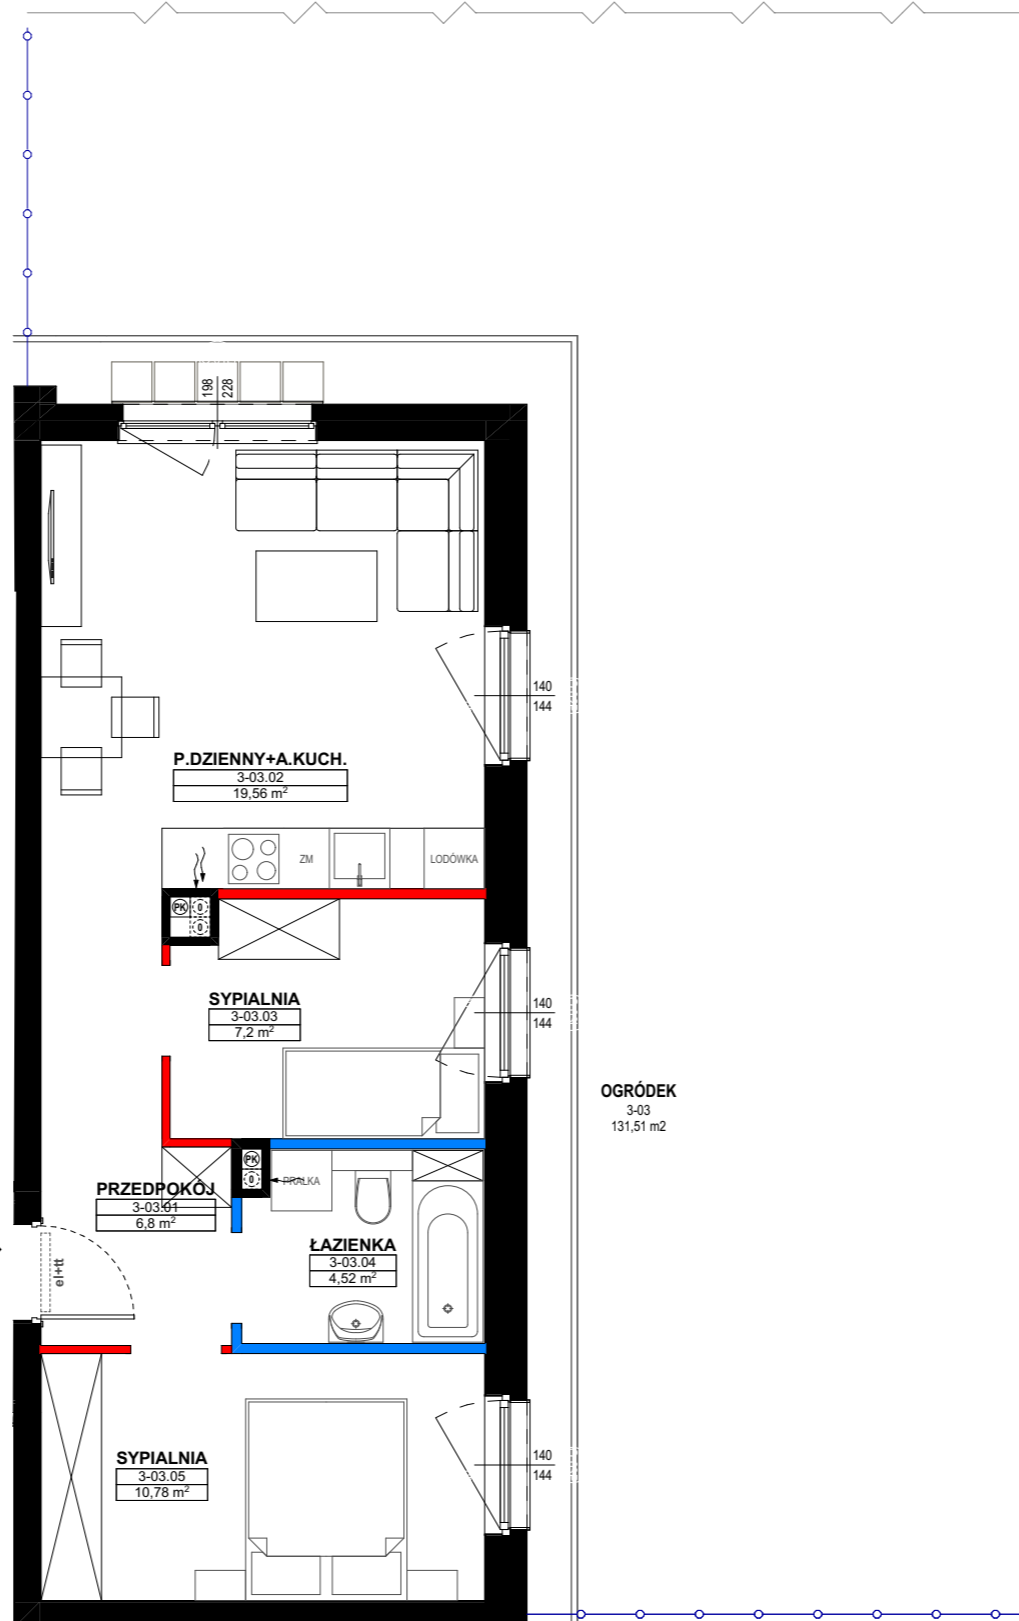 198
228
140
144
P.DZIENNY+A.KUCH.
3-03.02
19,56 m²
ZM
LODÓWKA
PK
0
0
SYPIALNIA
3-03.03
7,2 m²
140
144
OGRÓDEK
3-03
131,51 m2
PK
0
PRALKA
PRZEDPOKÓJ
3-03.01
6,8 m²
ŁAZIENKA
3-03.04
4,52 m²
el+tt
SYPIALNIA
3-03.05
10,78 m²
140
144